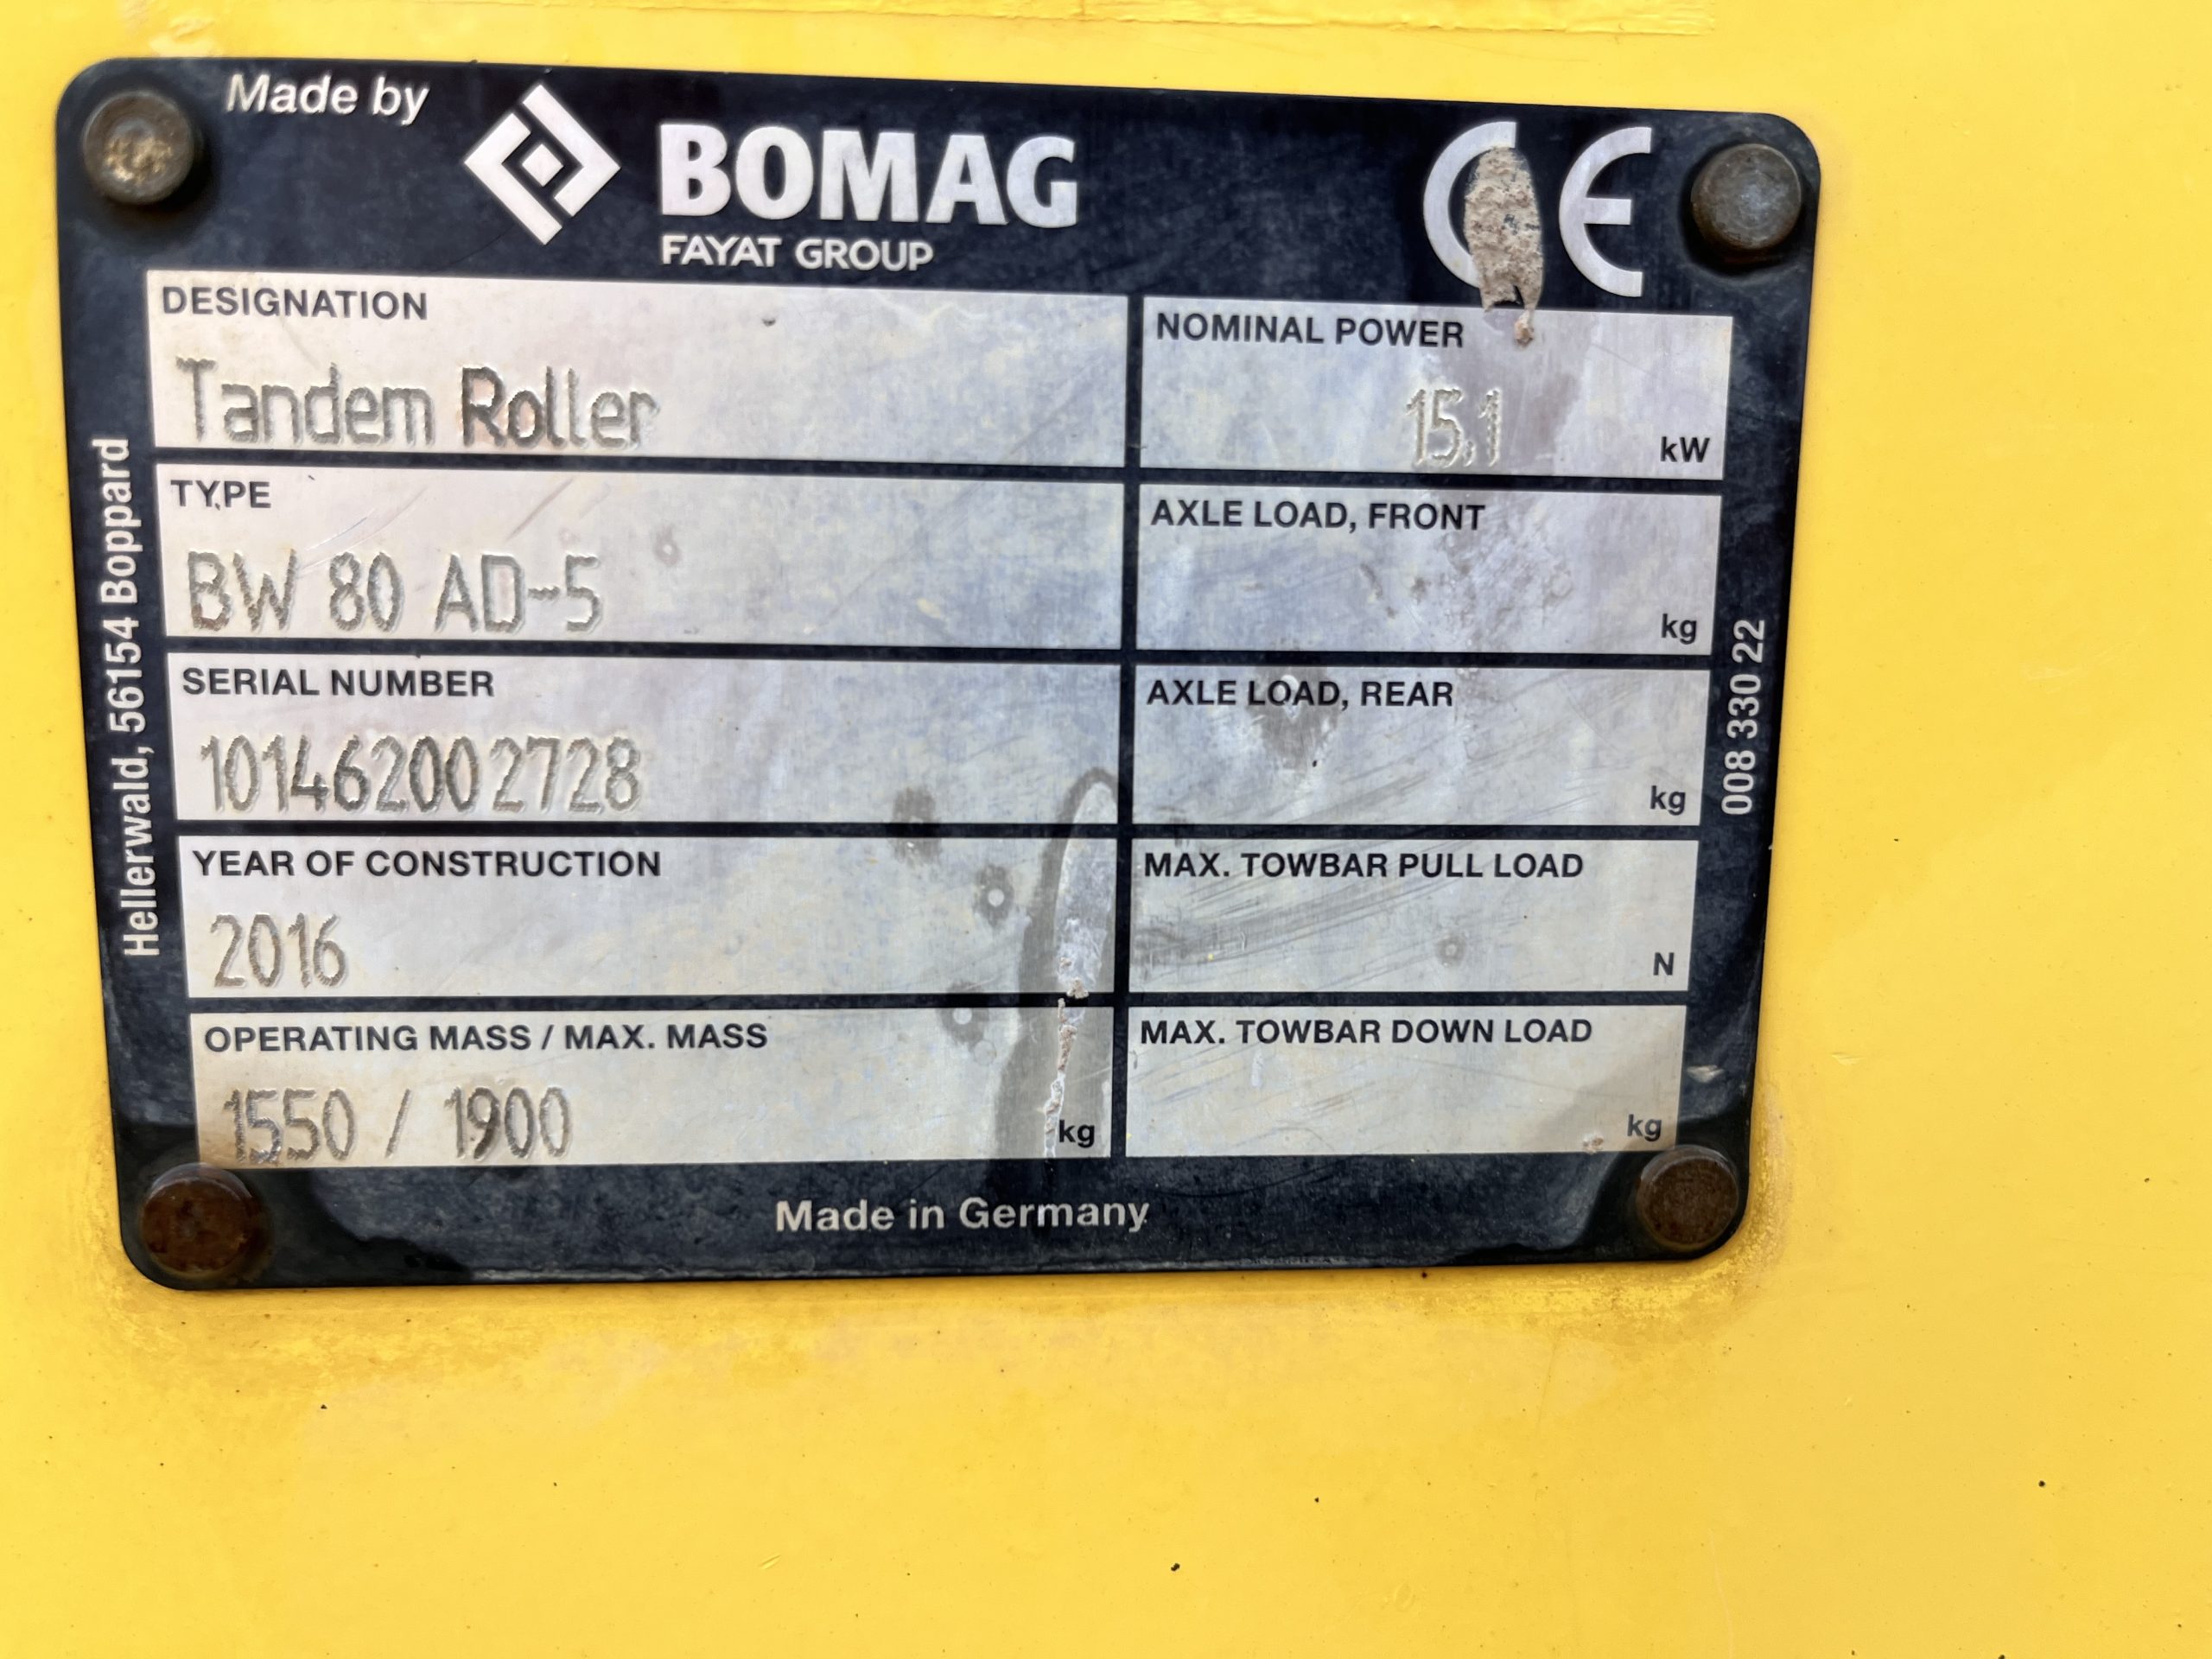 Made by
BOMAG
FAYAT GROUP
CE
DESIGNATION
Tandem Roller
NOMINAL POWER
15,1 kW
TYPE
BW 80 AD-5
AXLE LOAD, FRONT
kg
SERIAL NUMBER
101462002728
AXLE LOAD, REAR
kg
YEAR OF CONSTRUCTION
2016
MAX. TOWBAR PULL LOAD
N
OPERATING MASS / MAX. MASS
1550 / 1900 kg
MAX. TOWBAR DOWN LOAD
kg
Made in Germany
Hellerwald, 56154 Boppard
008 330 22